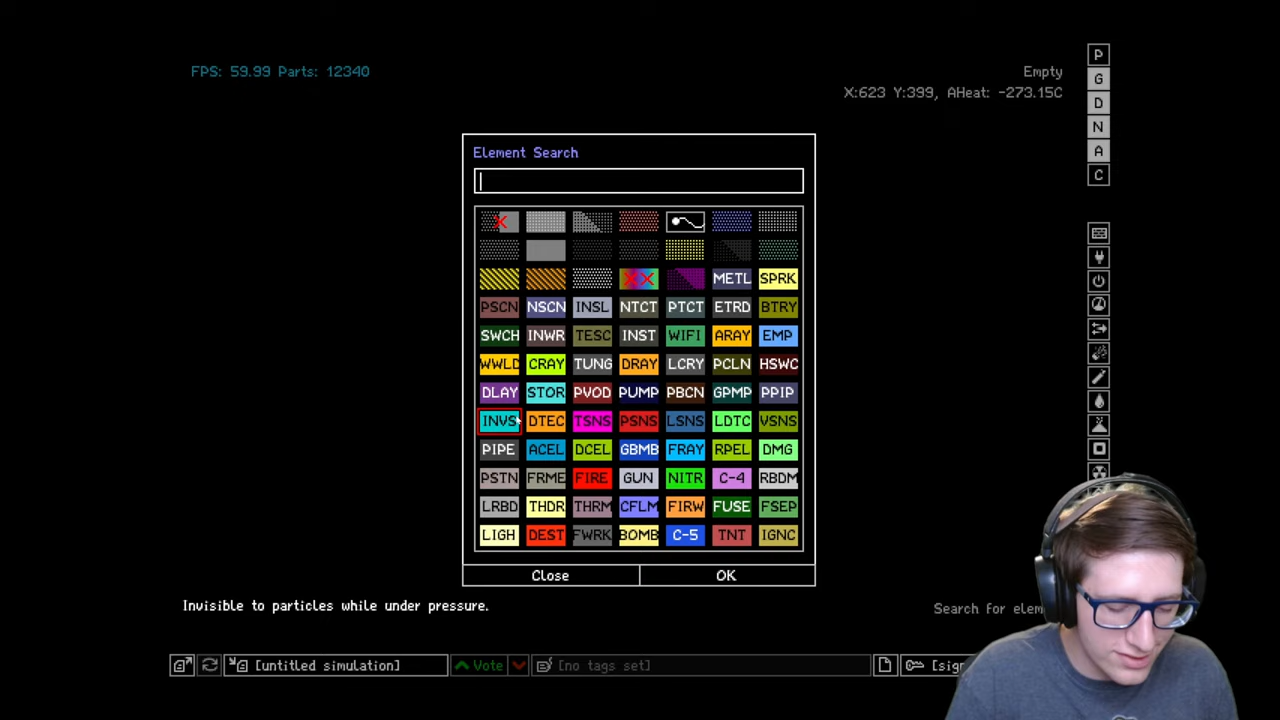 FPS: 59.99 Parts: 12340
Empty
X:623 Y:399, AHeat: -273.15C
P
G
D
N
A
C
Element Search
METL SPRK
PSCN NSCN INSL NTCT PTCT ETRD BTRY
SWCH INWR TESC INST WIFI ARAY EMP
WWLD CRAY TUNG DRAY LCRY PCLN HSWC
DLAY STOR PVOD PUMP PBCN GPMP PPIP
INVS DTEC TSNS PSNS LSNS LDTC VSNS
PIPE ACEL DCEL GBMB FRAY RPEL DMG
PSTN FRME FIRE GUN NITR C-4 RBDM
LRBD THDR THRM CFLM FIRW FUSE FSEP
LIGH DEST FWRK BOMB C-5 TNT IGNC
Close OK
Invisible to particles while under pressure.
Search for elem
[untitled simulation] Vote [no tags set] [sign